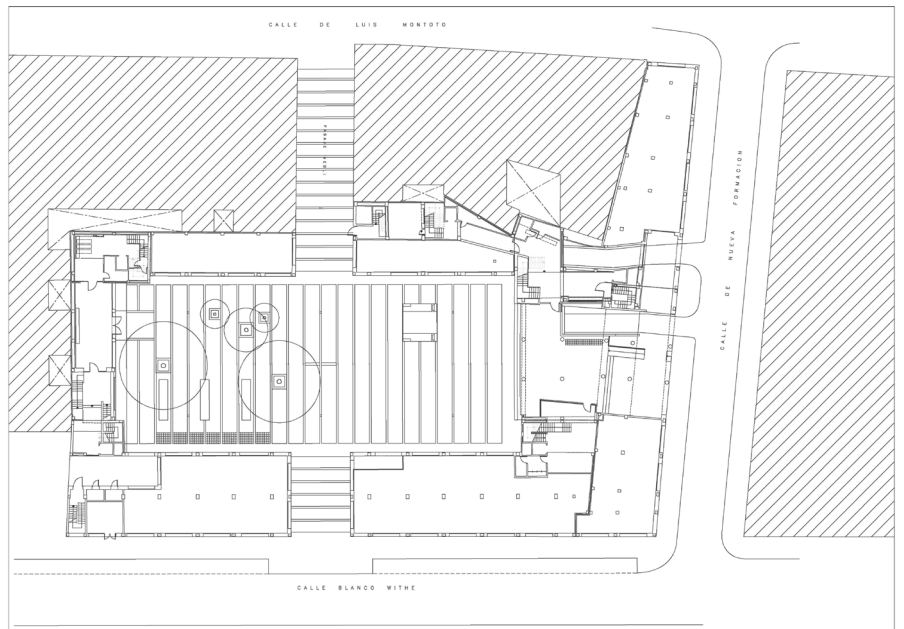 CALLE DE LUIS MONTOTO
CALLE DE NUEVA FORMACION
CALLE BLANCO WITHE